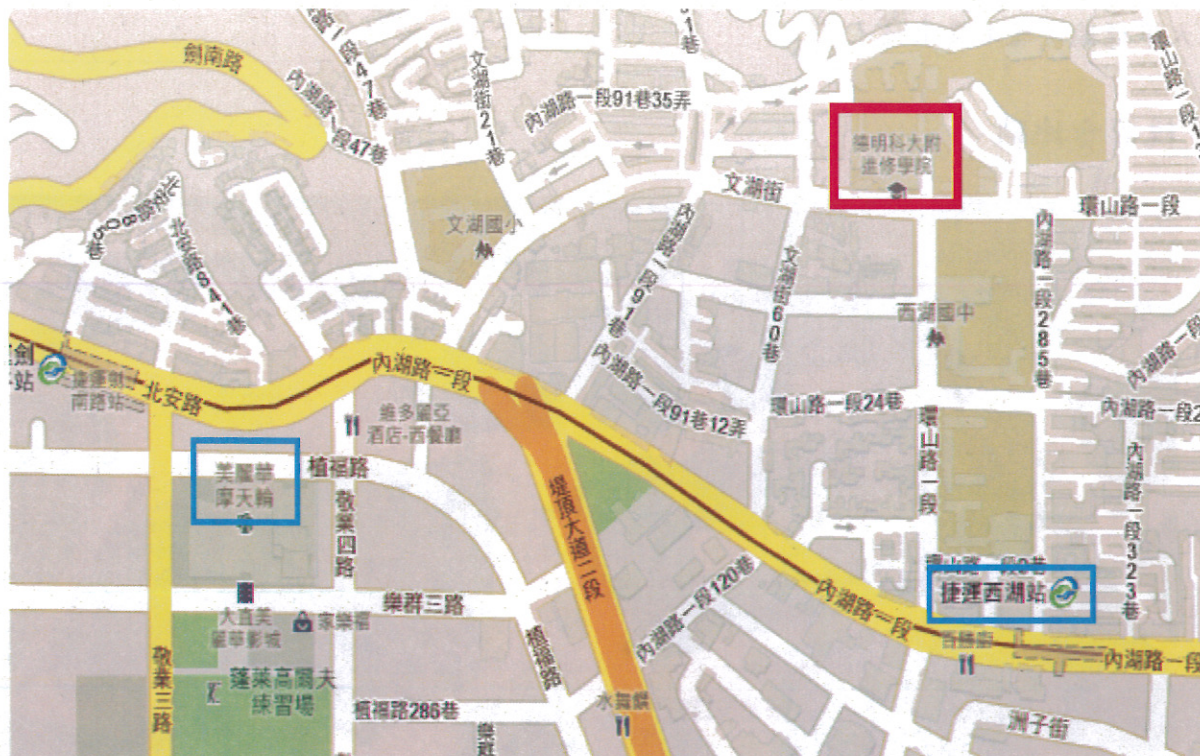 劍南路
內湖路一段47巷
文湖街21巷
內湖路一段91巷35弄
德明科大附
進修學院
文湖街
環山路一段
文湖國小
內湖路一段91巷
文湖街60巷
西湖國中
內湖路一段285巷
北安路805巷
北安路841巷
捷運劍
南路站
北安路
內湖路一段
維多麗亞
酒店-西餐廳
內湖路一段91巷12弄
環山路一段24巷
環山路一段
美麗華
摩天輪
植福路
敬業四路
堤頂大道二段
內湖路一段323巷
捷運西湖站
內湖路一段
內湖路一段
樂群三路
植福路
內湖路一段120巷
大直美
麗華影城
家樂福
敬業三路
蓬萊高爾夫
練習場
植福路286巷
水舞饌
洲子街